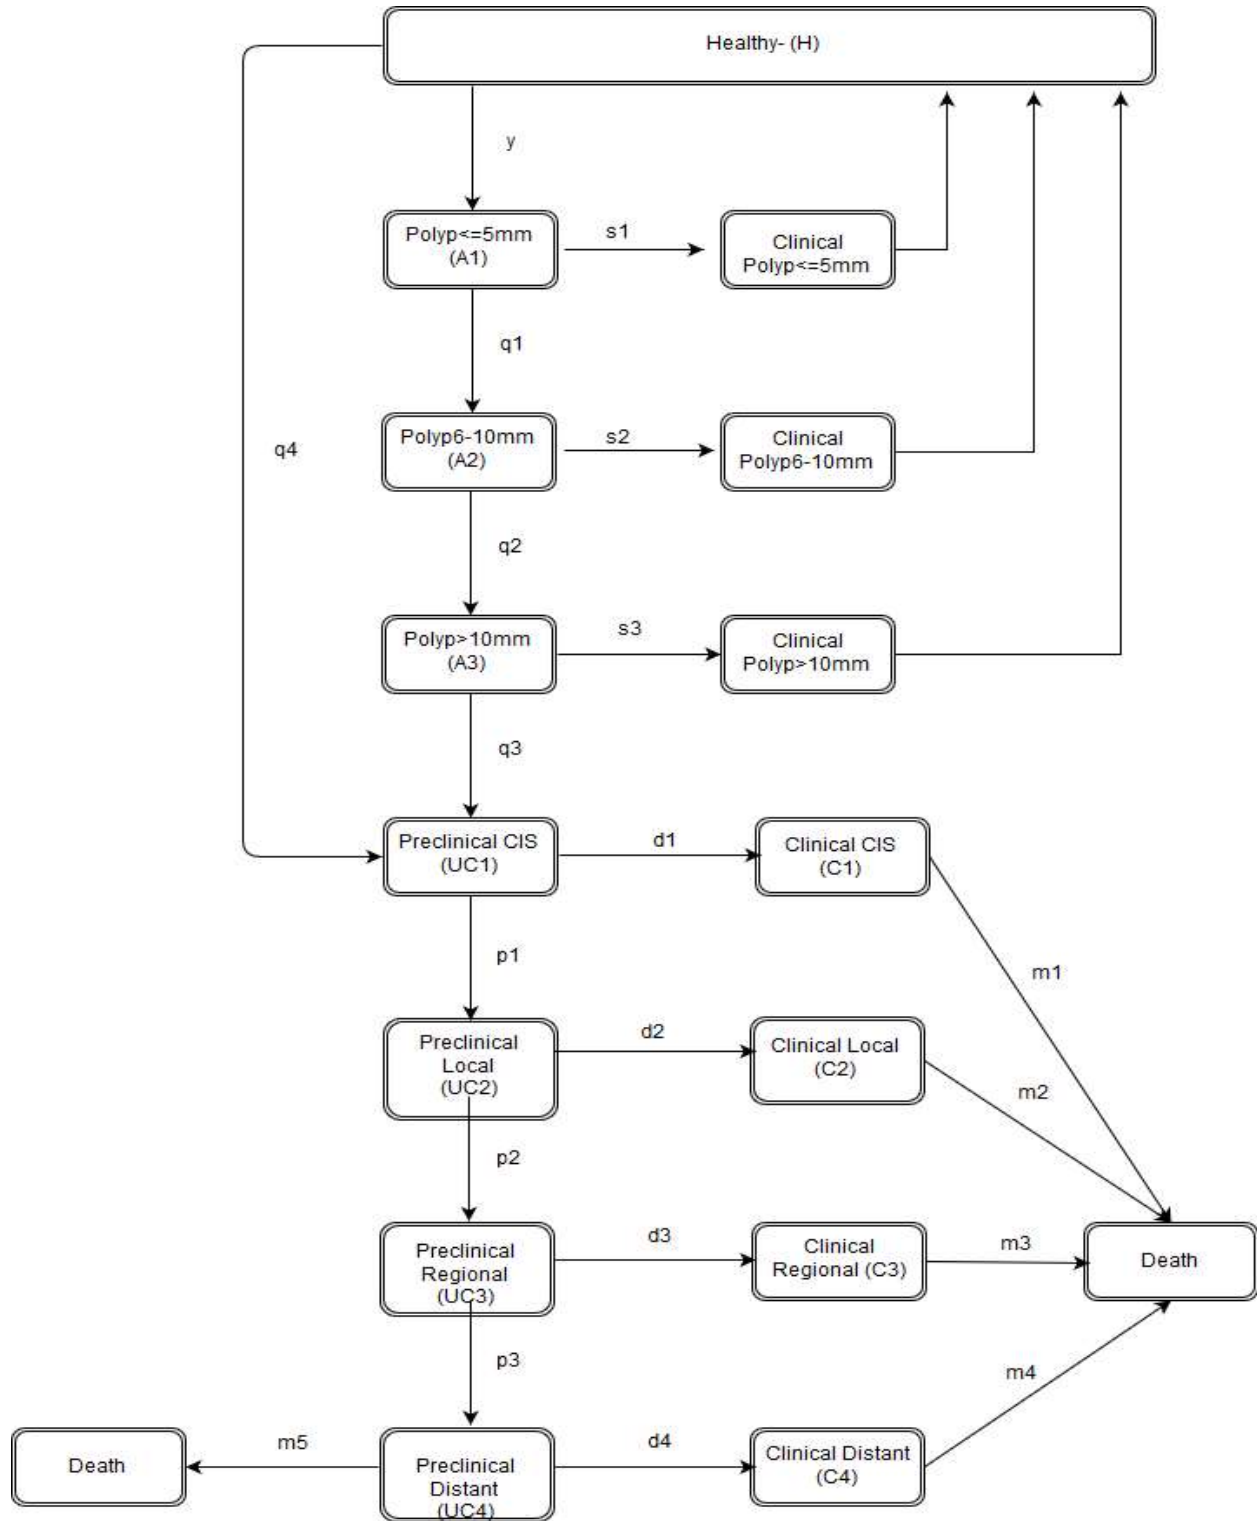 Healthy- (H)
y
Polyp<=5mm
(A1)
s1
Clinical
Polyp<=5mm
q1
q4
Polyp6-10mm
(A2)
s2
Clinical
Polyp6-10mm
q2
Polyp>10mm
(A3)
s3
Clinical
Polyp>10mm
q3
Preclinical CIS
(UC1)
d1
Clinical CIS
(C1)
p1
m1
Preclinical
Local
(UC2)
d2
Clinical Local
(C2)
m2
p2
Preclinical
Regional
(UC3)
d3
Clinical
Regional (C3)
m3
Death
p3
m4
Death
m5
Preclinical
Distant
(UC4)
d4
Clinical Distant
(C4)